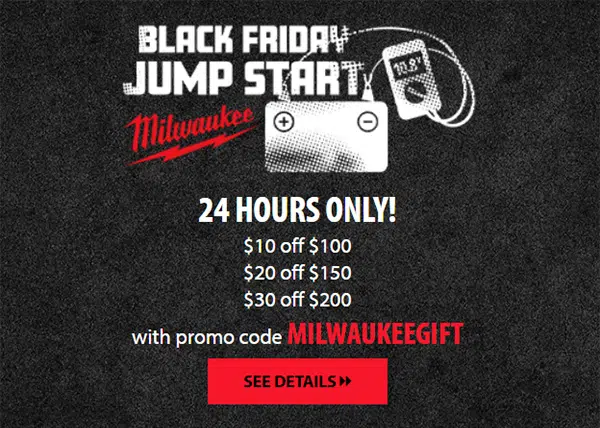 BLACK FRIDAY
JUMP START
10.8V
Milwaukee
+ −
24 HOURS ONLY!
$10 off $100
$20 off $150
$30 off $200
with promo code MILWAUKEEGIFT
SEE DETAILS